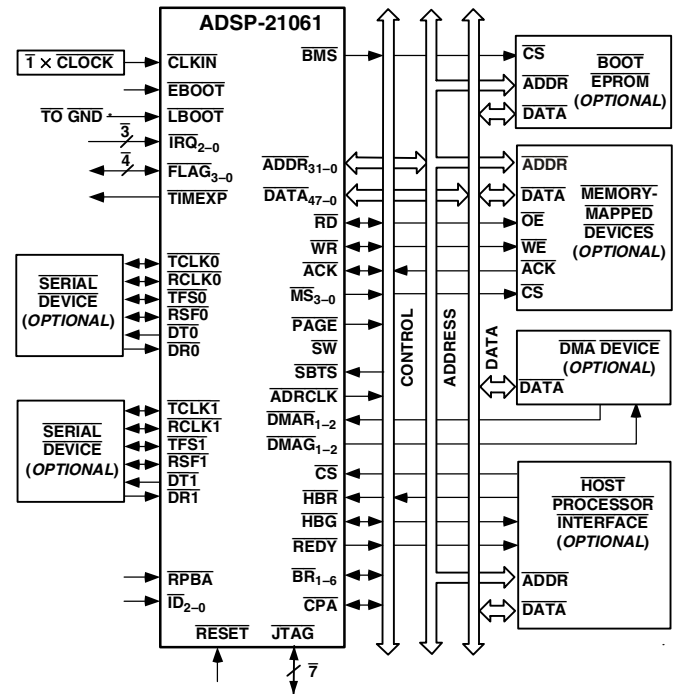 ADSP-21061
1 × CLOCK
CLKIN
EBOOT
TO GND
LBOOT
3
IRQ2–0
4
FLAG3–0
TIMEXP
SERIAL
DEVICE
(OPTIONAL)
TCLK0
RCLK0
TFS0
RSF0
DT0
DR0
SERIAL
DEVICE
(OPTIONAL)
TCLK1
RCLK1
TFS1
RSF1
DT1
DR1
RPBA
ID2–0
RESET
JTAG
7
BMS
ADDR31–0
DATA47–0
RD
WR
ACK
MS3–0
PAGE
SW
SBTS
ADRCLK
DMAR1–2
DMAG1–2
CS
HBR
HBG
REDY
BR1–6
CPA
CONTROL
ADDRESS
DATA
CS
ADDR
DATA
BOOT
EPROM
(OPTIONAL)
ADDR
DATA
OE
WE
ACK
CS
MEMORY-
MAPPED
DEVICES
(OPTIONAL)
DMA DEVICE
(OPTIONAL)
DATA
HOST
PROCESSOR
INTERFACE
(OPTIONAL)
ADDR
DATA